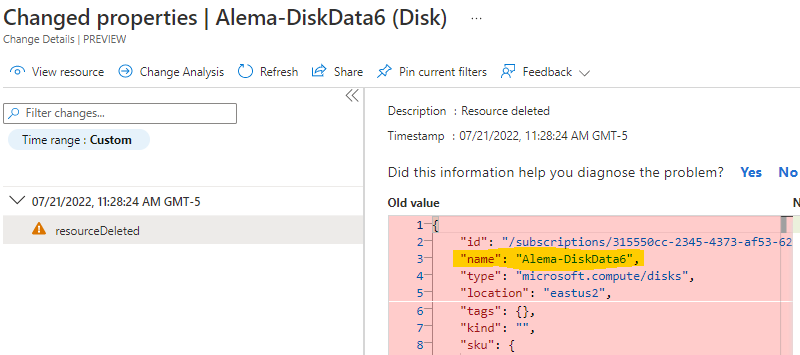 Changed properties | Alema-DiskData6 (Disk) ...
Change Details | PREVIEW
View resource Change Analysis Refresh Share Pin current filters Feedback
Filter changes...
Time range : Custom
07/21/2022, 11:28:24 AM GMT-5
resourceDeleted
Description : Resource deleted
Timestamp : 07/21/2022, 11:28:24 AM GMT-5
Did this information help you diagnose the problem? Yes No
Old value
1 {
2 "id": "/subscriptions/315550cc-2345-4373-af53-62
3 "name": "Alema-DiskData6",
4 "type": "microsoft.compute/disks",
5 "location": "eastus2",
6 "tags": {},
7 "kind": "",
8 "sku": {